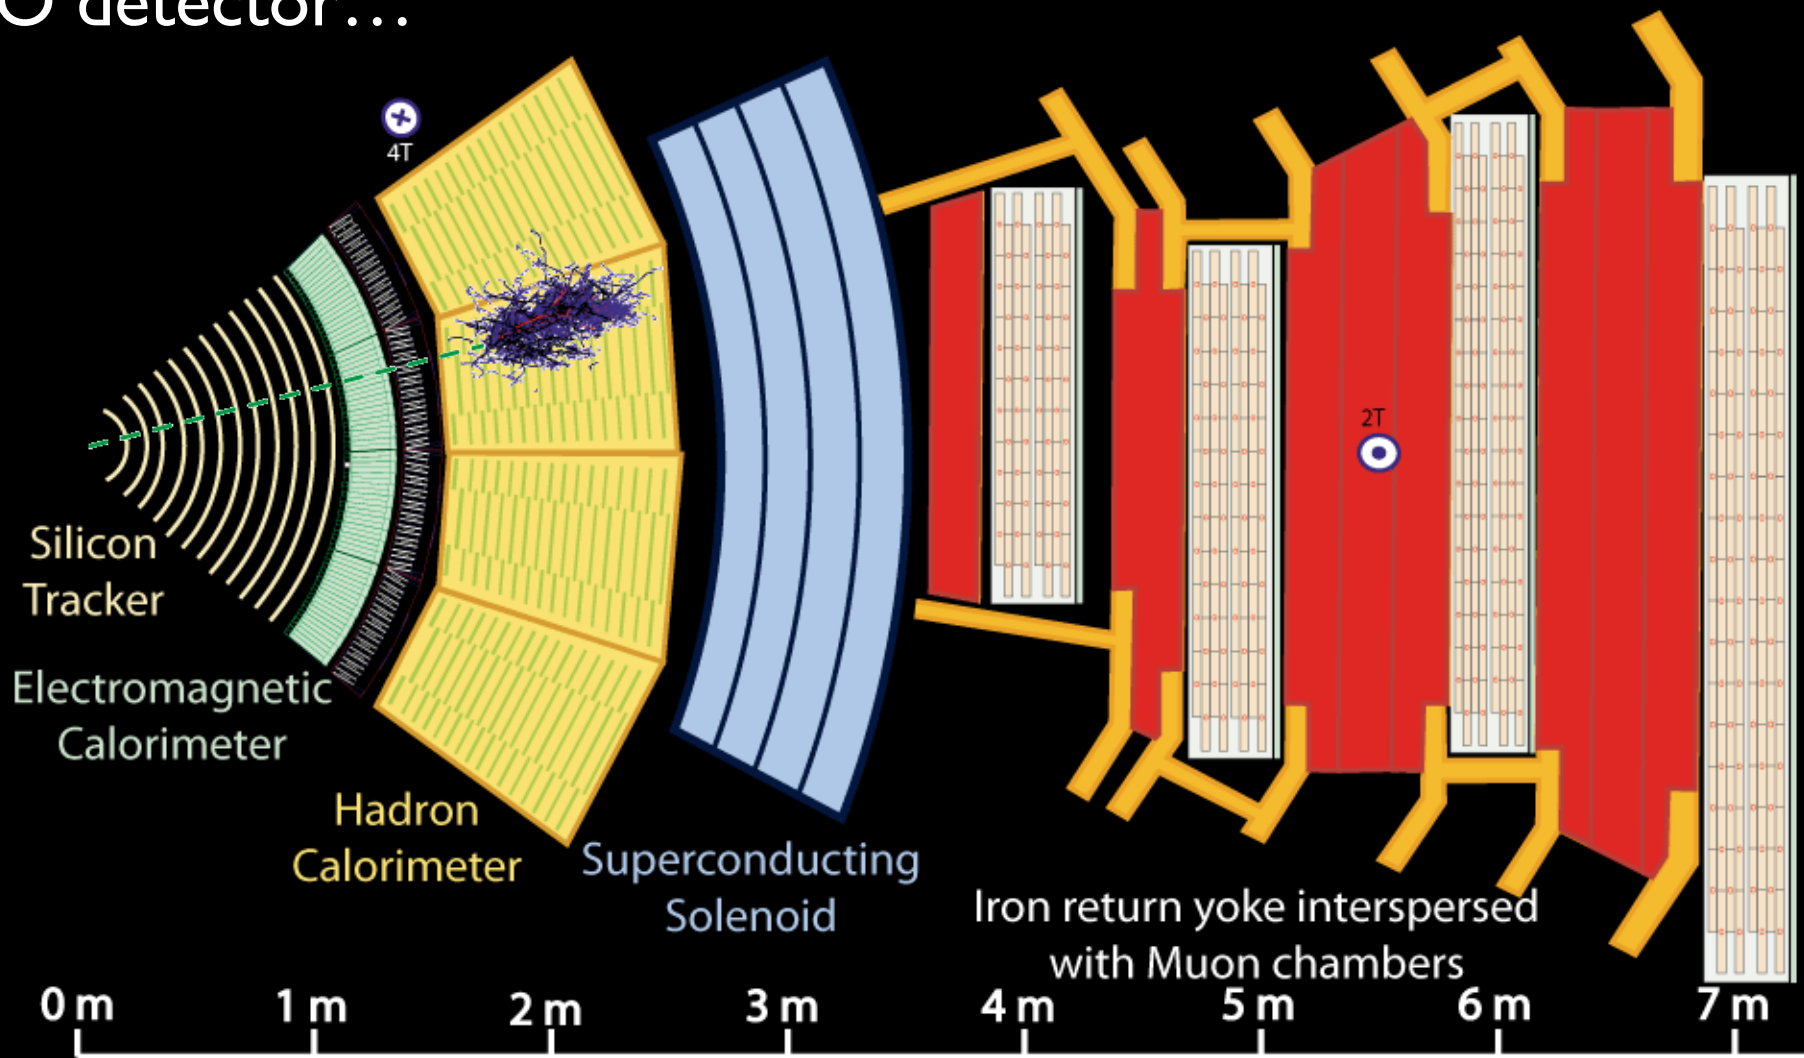 O detector...
4T
2T
Silicon
Tracker
Electromagnetic
Calorimeter
Hadron
Calorimeter
Superconducting
Solenoid
Iron return yoke interspersed
with Muon chambers
0 m 1 m 2 m 3 m 4 m 5 m 6 m 7 m